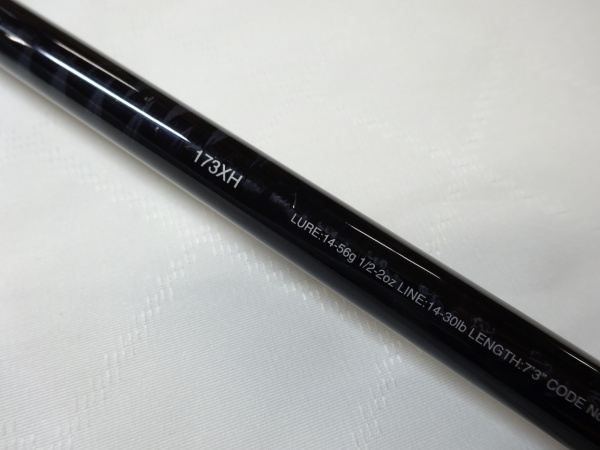 173XH
LURE:14-56g 1/2-2oz LINE:14-30lb LENGTH:7'3" CODE